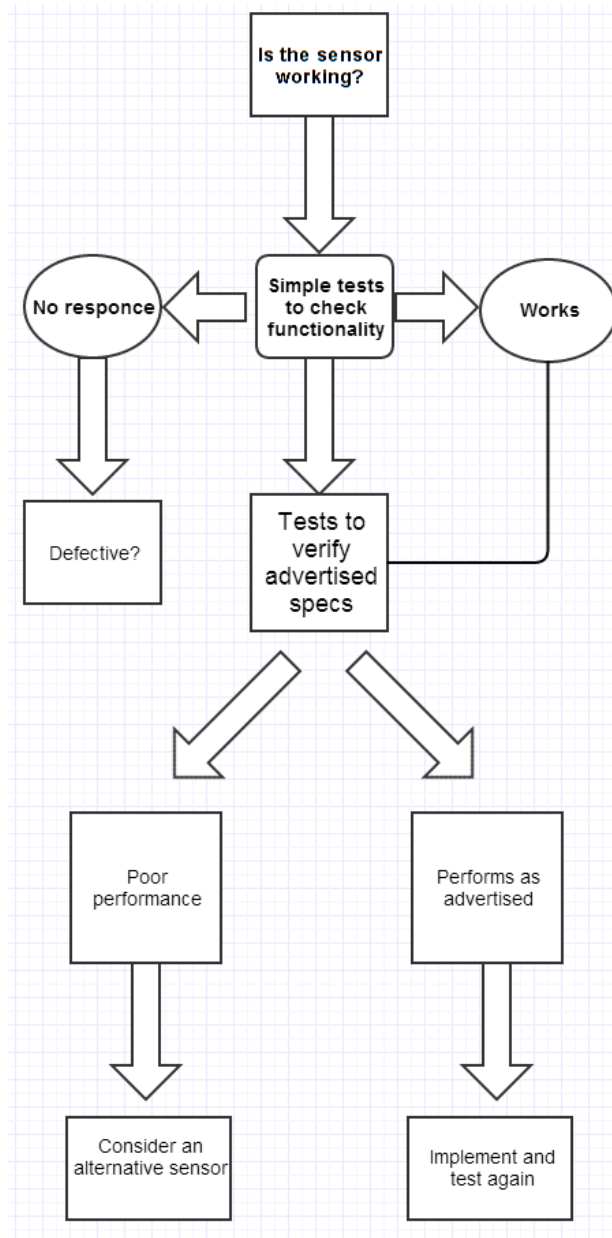 Is the sensor
working?
No responce
Simple tests
to check
functionality
Works
Defective?
Tests to
verify
advertised
specs
Poor
performance
Performs as
advertised
Consider an
alternative sensor
Implement and
test again